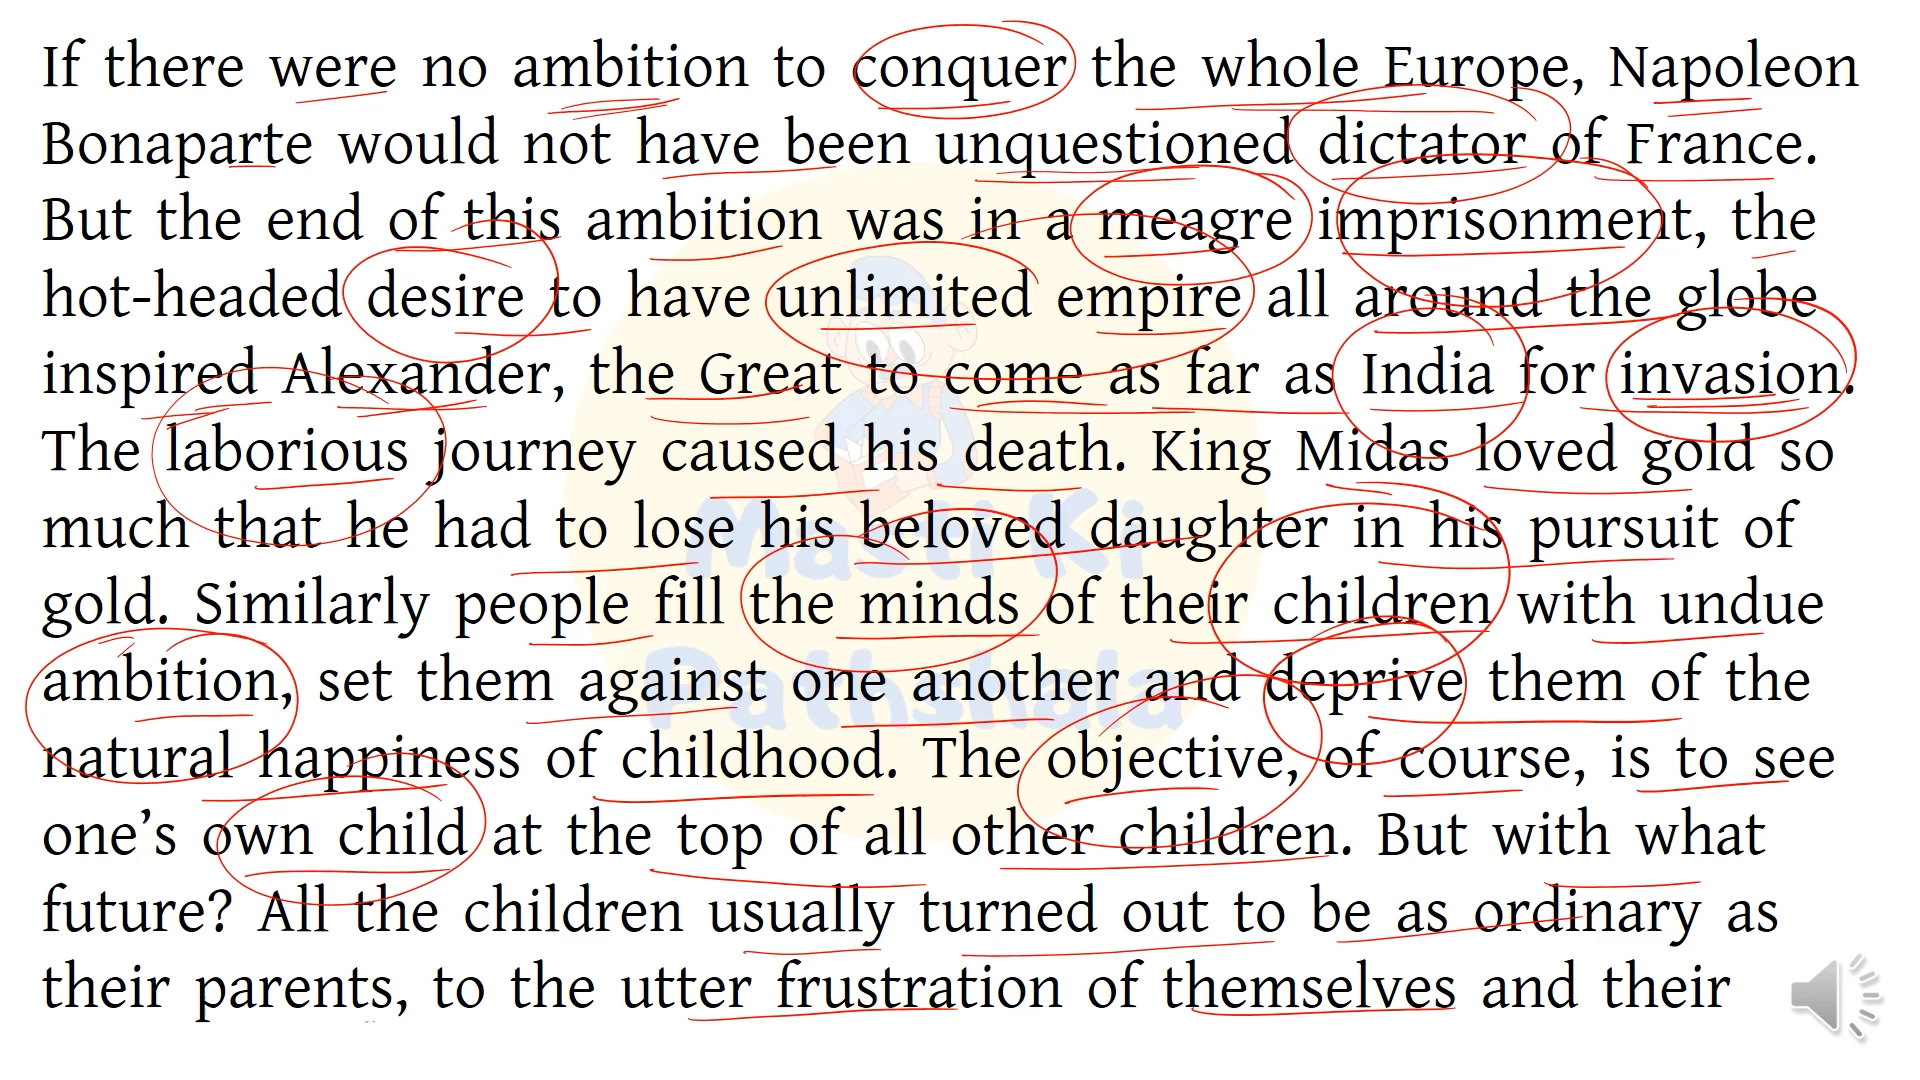 If there were no ambition to conquer the whole Europe, Napoleon
Bonaparte would not have been unquestioned dictator of France.
But the end of this ambition was in a meagre imprisonment, the
hot-headed desire to have unlimited empire all around the globe
inspired Alexander, the Great to come as far as India for invasion.
The laborious journey caused his death. King Midas loved gold so
much that he had to lose his beloved daughter in his pursuit of
gold. Similarly people fill the minds of their children with undue
ambition, set them against one another and deprive them of the
natural happiness of childhood. The objective, of course, is to see
one’s own child at the top of all other children. But with what
future? All the children usually turned out to be as ordinary as
their parents, to the utter frustration of themselves and their
Masti Ki
Pathshala